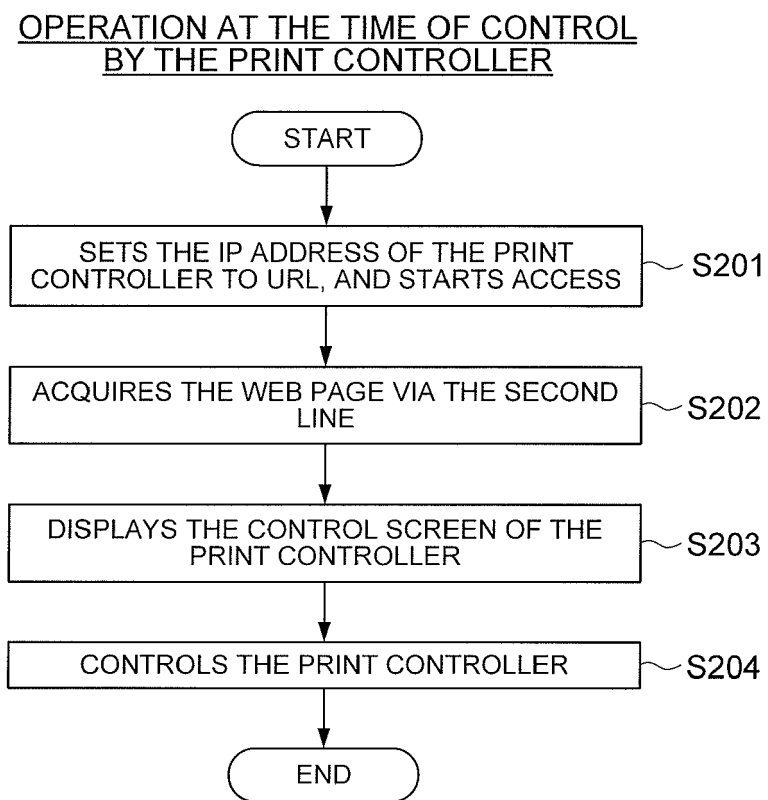 OPERATION AT THE TIME OF CONTROL
BY THE PRINT CONTROLLER
START
SETS THE IP ADDRESS OF THE PRINT
CONTROLLER TO URL, AND STARTS ACCESS
S201
ACQUIRES THE WEB PAGE VIA THE SECOND
LINE
S202
DISPLAYS THE CONTROL SCREEN OF THE
PRINT CONTROLLER
S203
CONTROLS THE PRINT CONTROLLER
S204
END